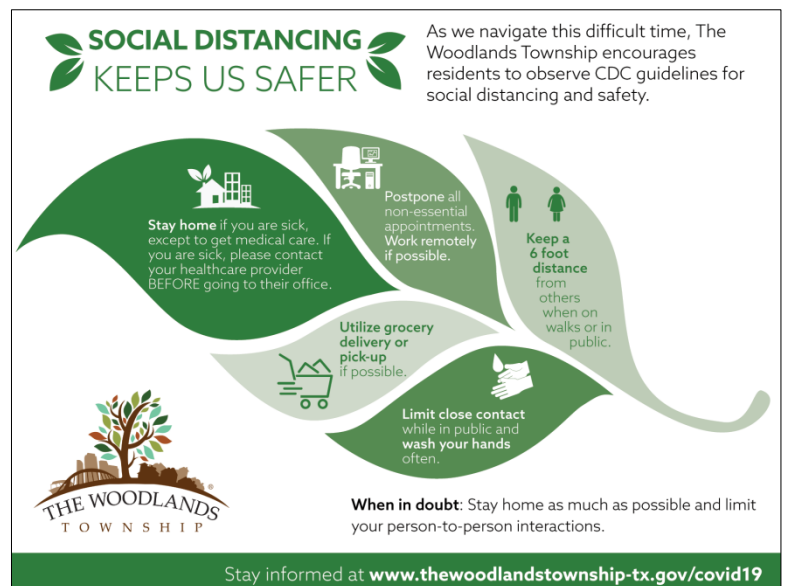 SOCIAL DISTANCING
KEEPS US SAFER
As we navigate this difficult time, The
Woodlands Township encourages
residents to observe CDC guidelines for
social distancing and safety.
Stay home if you are sick,
except to get medical care. If
you are sick, please contact
your healthcare provider
BEFORE going to their office.
Postpone all
non-essential
appointments.
Work remotely
if possible.
Keep a
6 foot
distance
from
others
when on
walks or in
public.
Utilize grocery
delivery or
pick-up
if possible.
Limit close contact
while in public and
wash your hands
often.
THE WOODLANDS
TOWNSHIP
®
When in doubt: Stay home as much as possible and limit
your person-to-person interactions.
Stay informed at www.thewoodlandstownship-tx.gov/covid19